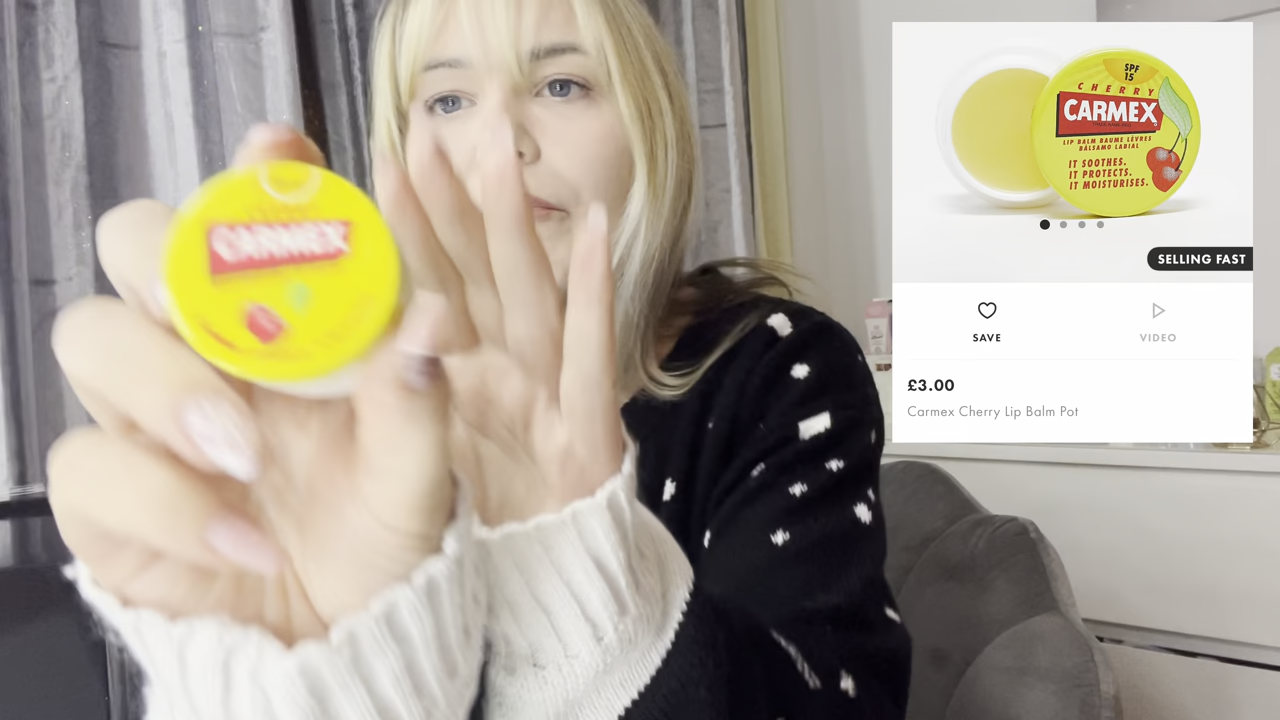 CARMEX
SPF
15
CHERRY
CARMEX
LIP BALM BAUME LÈVRES
BÁLSAMO LABIAL
IT SOOTHES.
IT PROTECTS.
IT MOISTURISES.
SELLING FAST
SAVE
VIDEO
£3.00
Carmex Cherry Lip Balm Pot